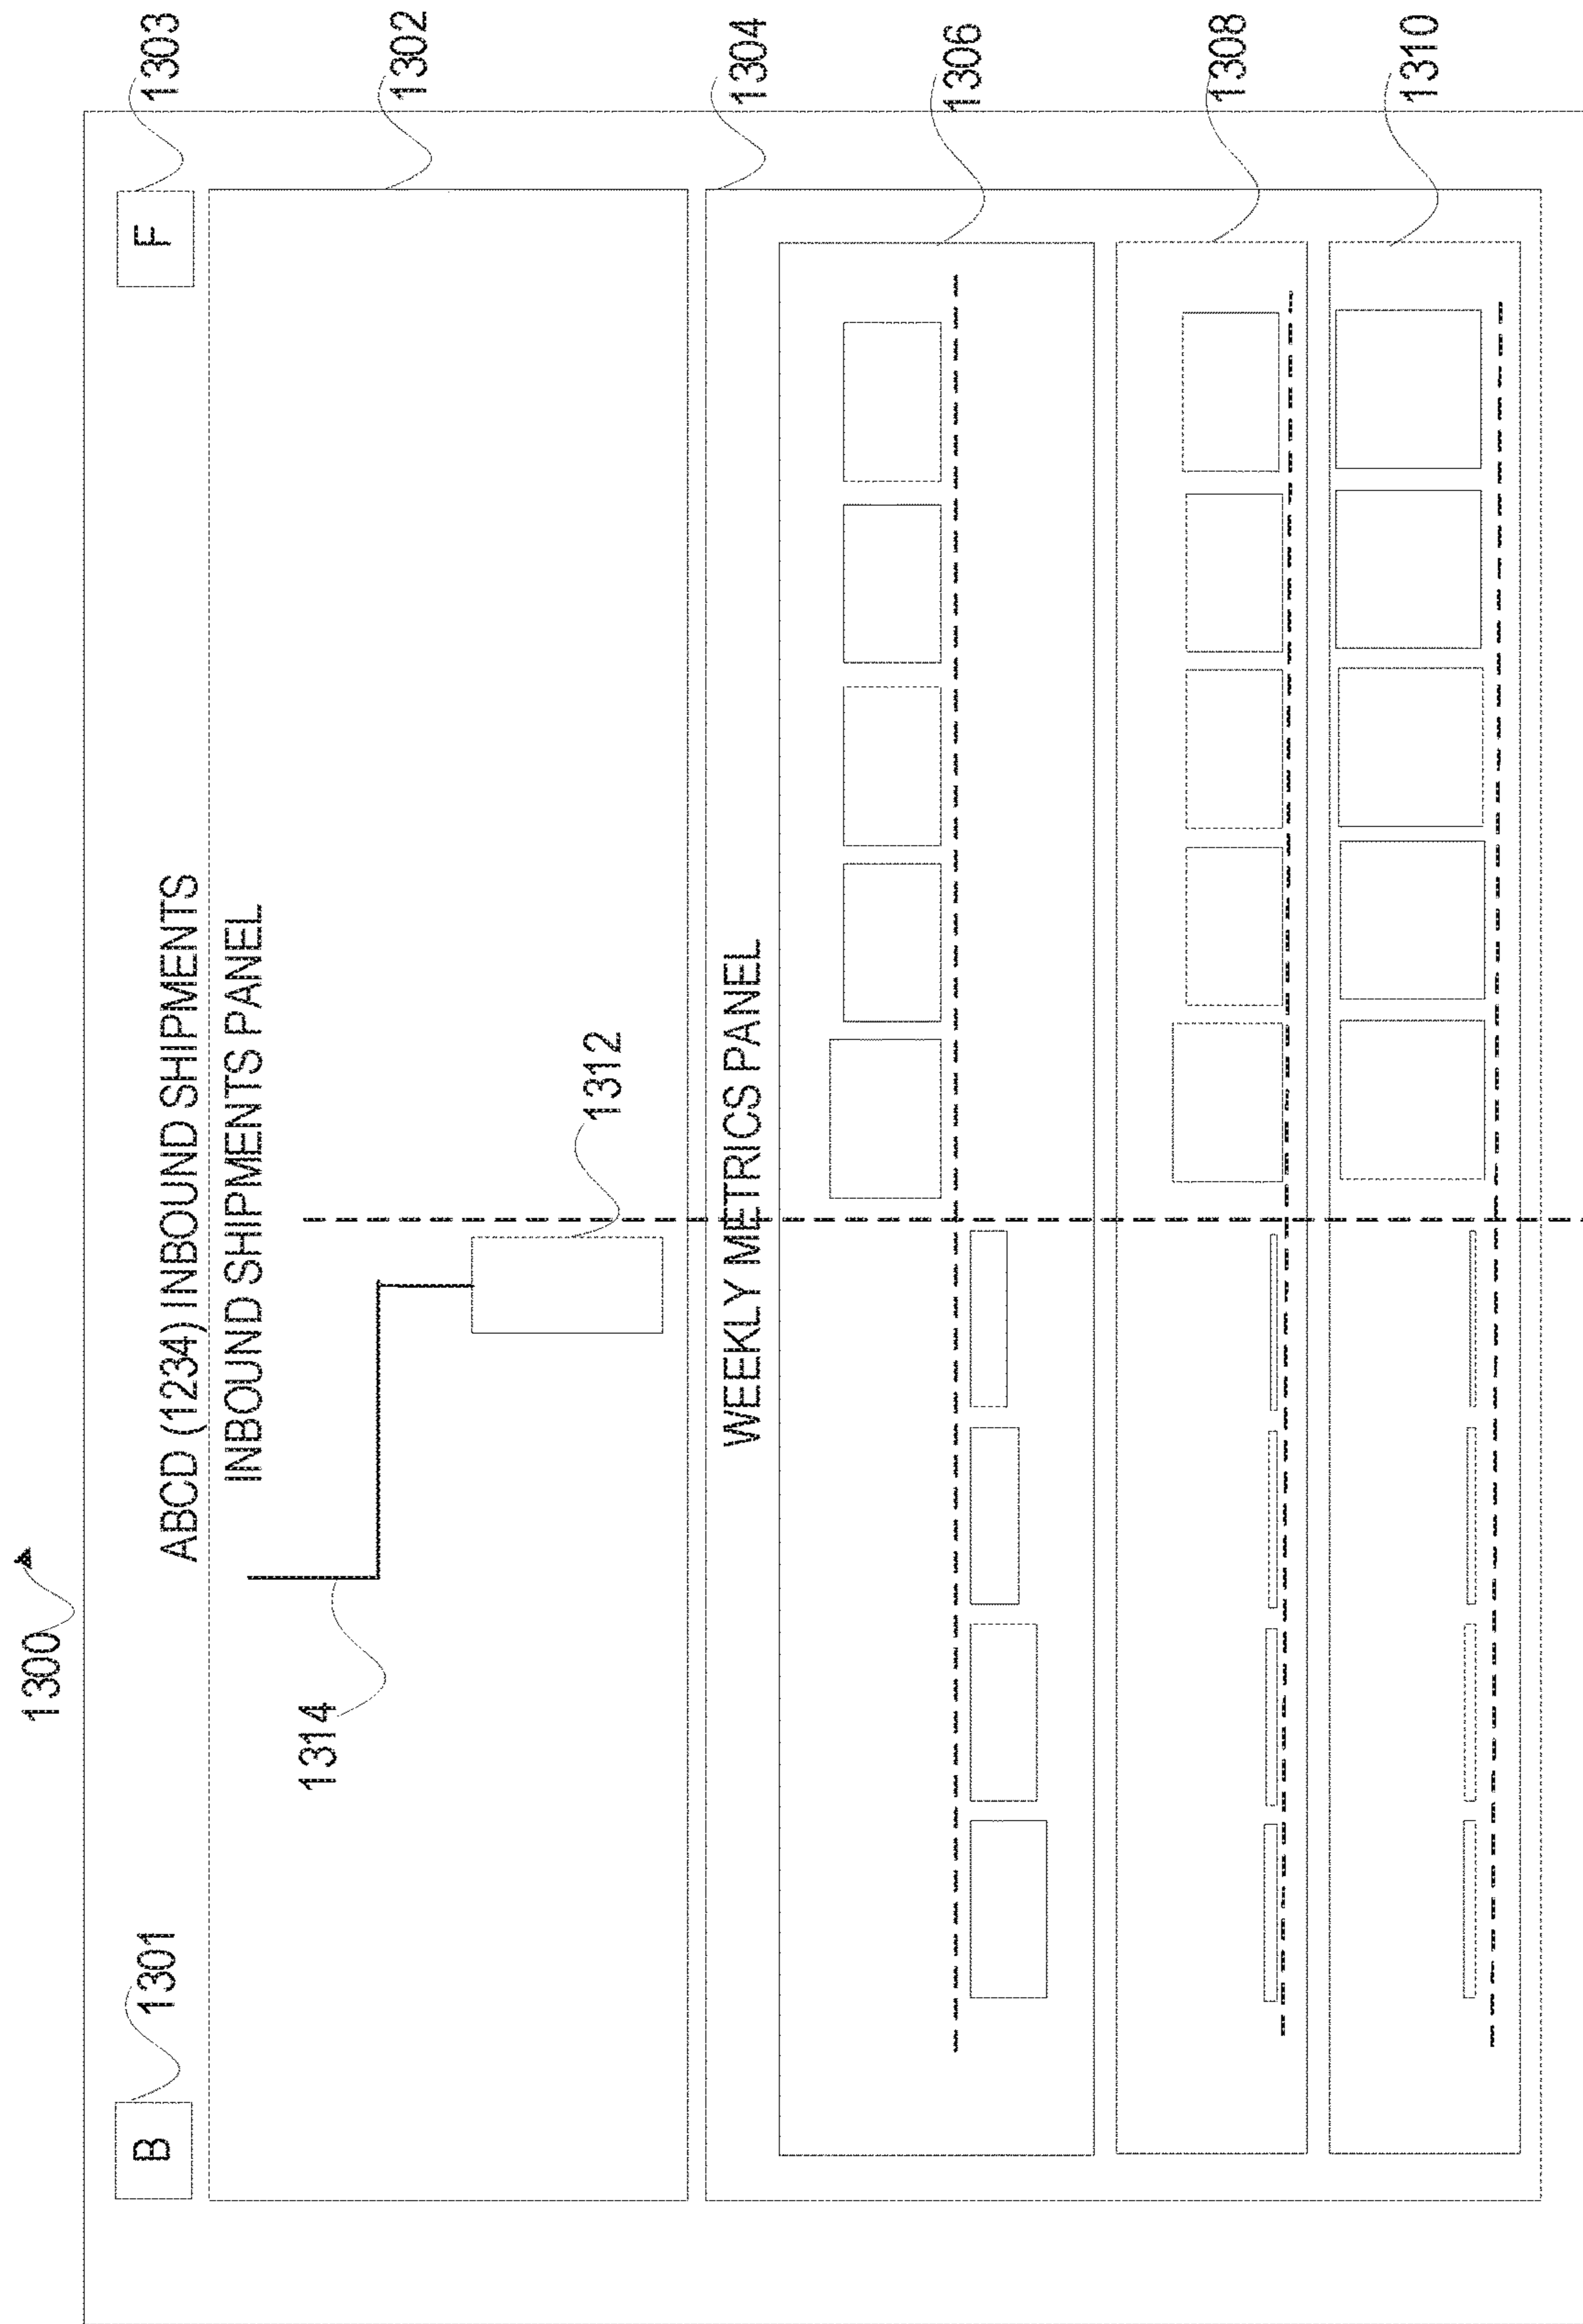 1300
B
1301
ABCD (1234) INBOUND SHIPMENTS
F
1303
INBOUND SHIPMENTS PANEL
1302
1314
1312
WEEKLY METRICS PANEL
1304
1306
1308
1310